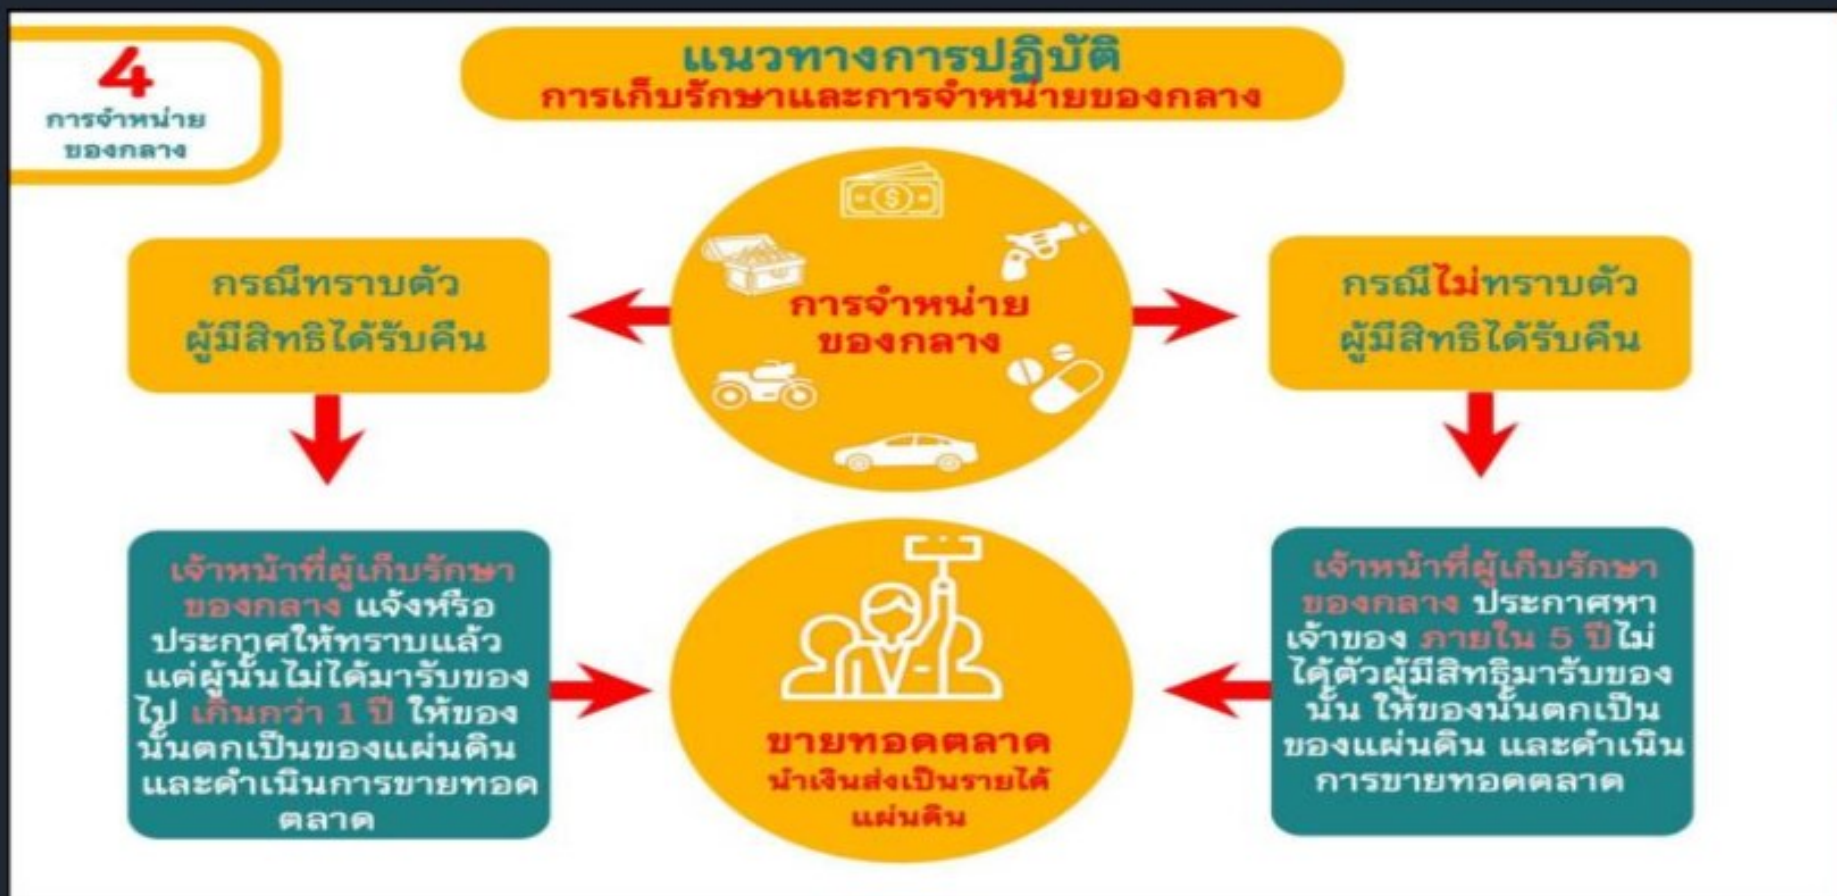 4
การจำหน่าย
ของกลาง
แนวทางการปฏิบัติ
การเก็บรักษาและการจำหน่ายของกลาง
การจำหน่าย
ของกลาง
กรณีทราบตัว
ผู้มีสิทธิได้รับคืน
กรณีไม่ทราบตัว
ผู้มีสิทธิได้รับคืน
เจ้าหน้าที่ผู้เก็บรักษา
ของกลาง แจ้งหรือ
ประกาศให้ทราบแล้ว
แต่ผู้นั้นไม่ได้มารับของ
ไป เกินกว่า 1 ปี ให้ของ
นั้นตกเป็นของแผ่นดิน
และดำเนินการขายทอด
ตลาด
ขายทอดตลาด
นำเงินส่งเป็นรายได้
แผ่นดิน
เจ้าหน้าที่ผู้เก็บรักษา
ของกลาง ประกาศหา
เจ้าของ ภายใน 5 ปีไม่
ได้ตัวผู้มีสิทธิมารับของ
นั้น ให้ของนั้นตกเป็น
ของแผ่นดิน และดำเนิน
การขายทอดตลาด